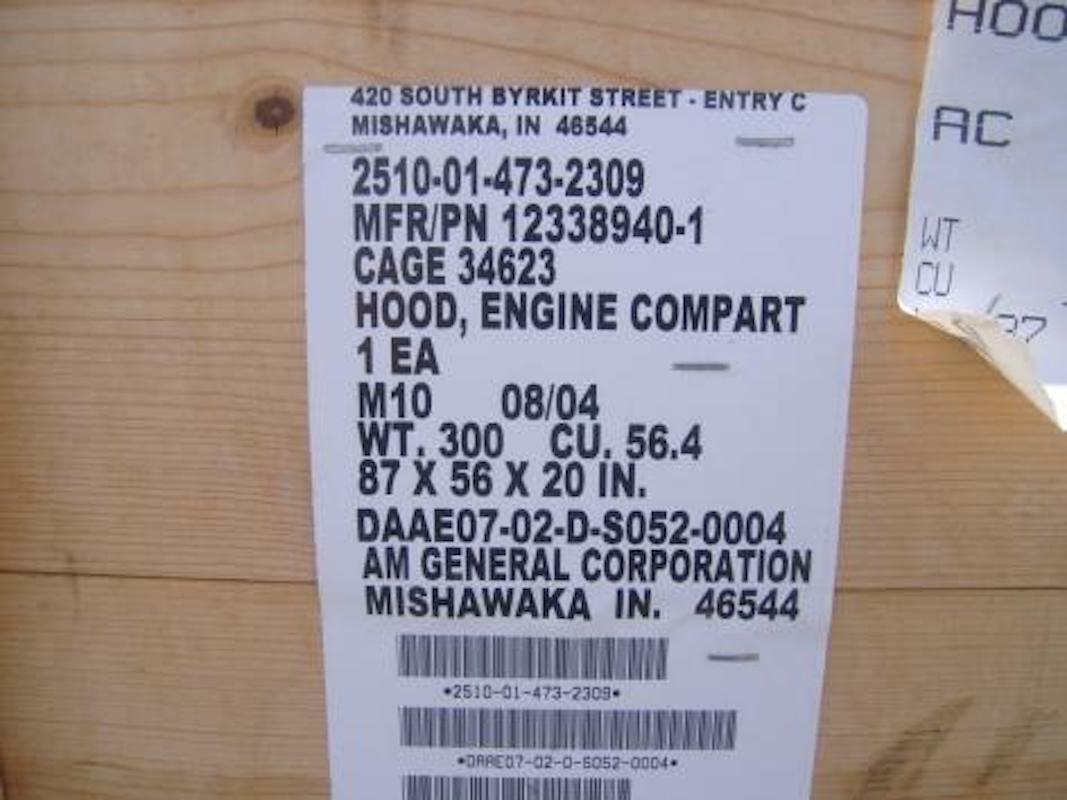 420 SOUTH BYRKIT STREET - ENTRY C
MISHAWAKA, IN 46544
2510-01-473-2309
MFR/PN 12338940-1
CAGE 34623
HOOD, ENGINE COMPART
1 EA
M10 08/04
WT. 300 CU. 56.4
87 X 56 X 20 IN.
DAAE07-02-D-S052-0004
AM GENERAL CORPORATION
MISHAWAKA IN. 46544
*2510-01-473-2309*
*DAAE07-02-D-S052-0004*
HOO
AC
WT
CU